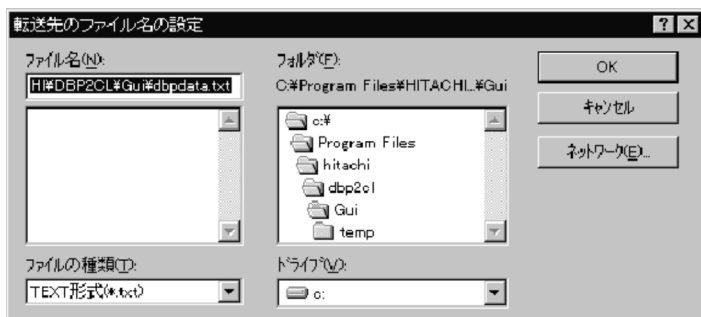 転送先のファイル名の設定
ファイル名(N):
HI¥DBP2CL¥Gui¥dbpdata.txt
フォルダ(F):
C:¥Program Files¥HITACHI...¥Gui
c:¥
Program Files
hitachi
dbp2cl
Gui
temp
ファイルの種類(T):
TEXT形式(*.txt)
ドライブ(V):
c:
OK
キャンセル
ネットワーク(E)...